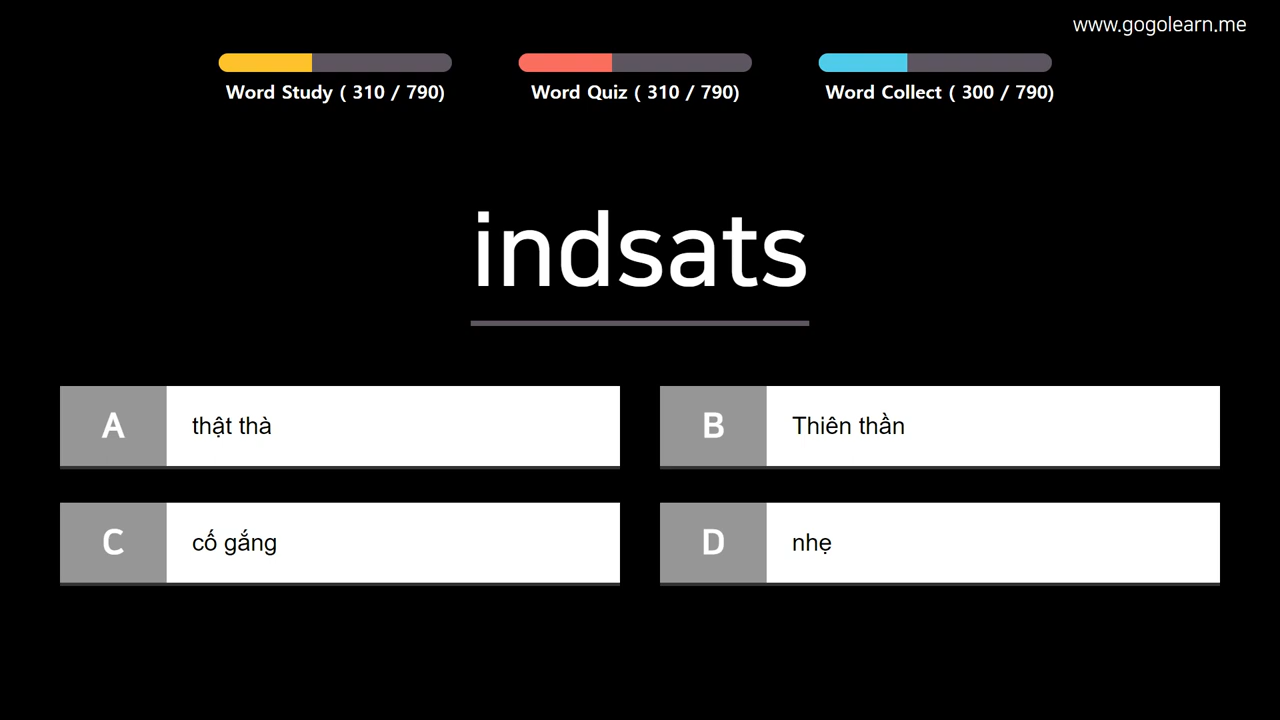 www.gogolearn.me
Word Study ( 310 / 790)
Word Quiz ( 310 / 790)
Word Collect ( 300 / 790)
indsats
A thật thà
B Thiên thần
C cố gắng
D nhẹ